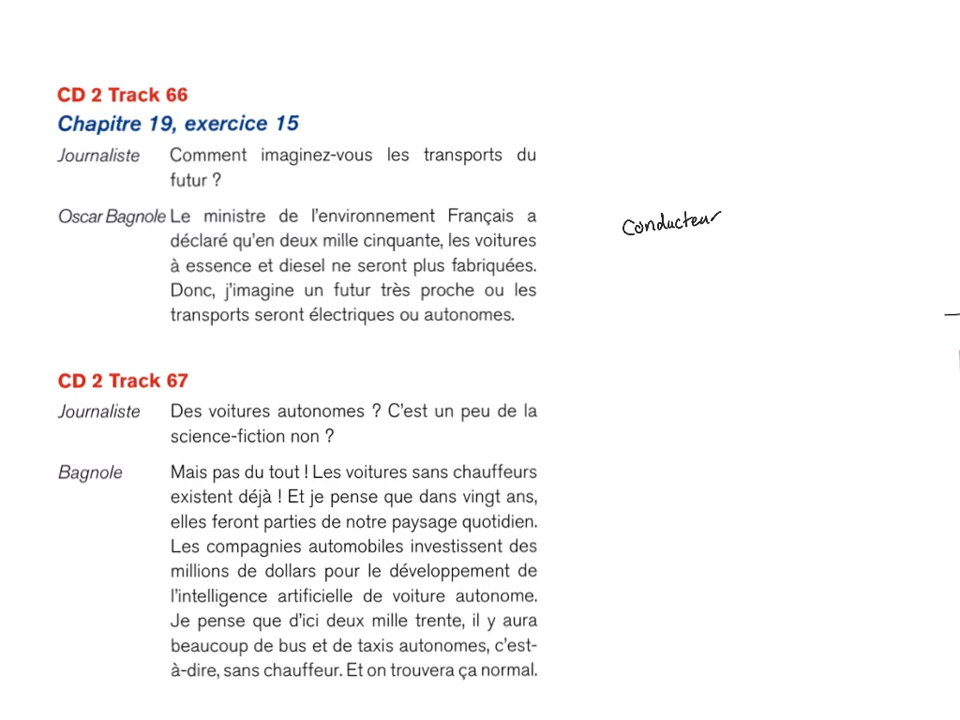 CD 2 Track 66
Chapitre 19, exercice 15
Journaliste Comment imaginez-vous les transports du
futur ?
Oscar Bagnole Le ministre de l'environnement Français a
déclaré qu'en deux mille cinquante, les voitures
à essence et diesel ne seront plus fabriquées.
Donc, j'imagine un futur très proche ou les
transports seront électriques ou autonomes.
Conducteur
CD 2 Track 67
Journaliste Des voitures autonomes ? C'est un peu de la
science-fiction non ?
Bagnole Mais pas du tout ! Les voitures sans chauffeurs
existent déjà ! Et je pense que dans vingt ans,
elles feront parties de notre paysage quotidien.
Les compagnies automobiles investissent des
millions de dollars pour le développement de
l'intelligence artificielle de voiture autonome.
Je pense que d'ici deux mille trente, il y aura
beaucoup de bus et de taxis autonomes, c'est-
à-dire, sans chauffeur. Et on trouvera ça normal.